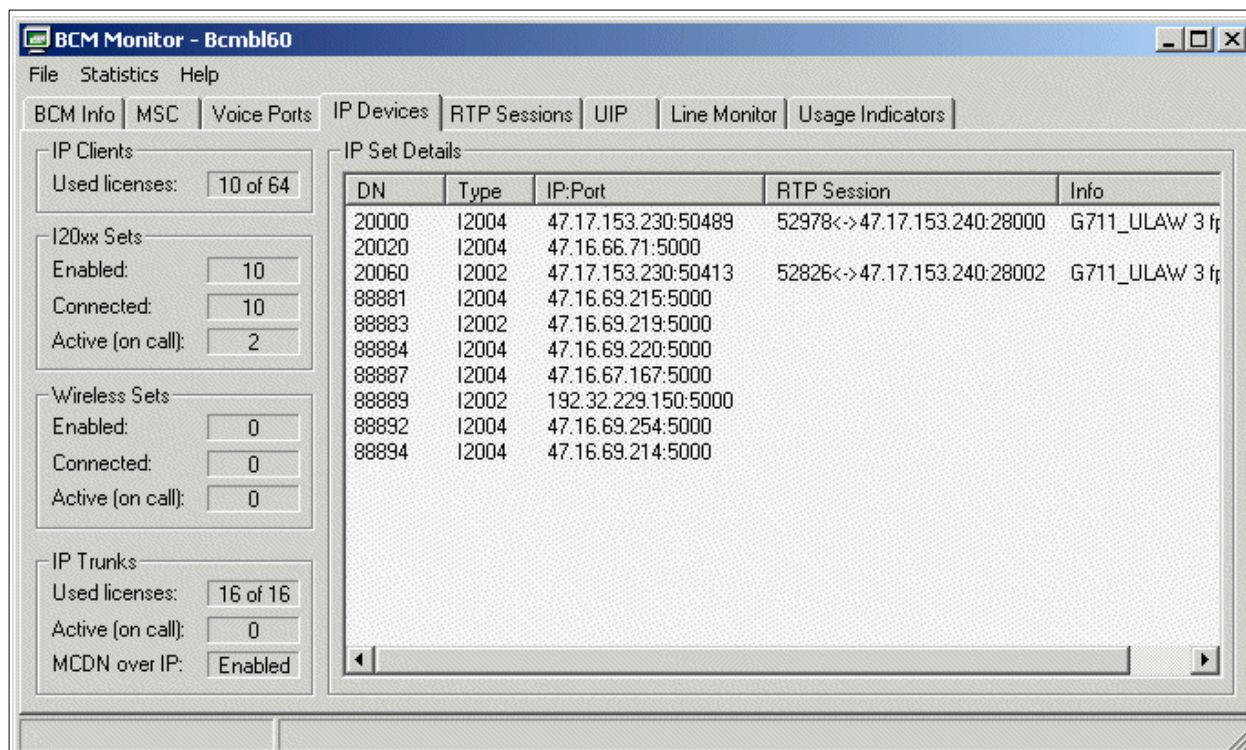 BCM Monitor - Bcmbl60
File Statistics Help
BCM Info MSC Voice Ports IP Devices RTP Sessions UIP Line Monitor Usage Indicators
IP Clients
Used licenses: 10 of 64
I20xx Sets
Enabled: 10
Connected: 10
Active (on call): 2
Wireless Sets
Enabled: 0
Connected: 0
Active (on call): 0
IP Trunks
Used licenses: 16 of 16
Active (on call): 0
MCDN over IP: Enabled
IP Set Details
DN Type IP:Port RTP Session Info
20000 I2004 47.17.153.230:50489 52978<->47.17.153.240:28000 G711_ULAW 3
20020 I2004 47.16.66.71:5000
20060 I2002 47.17.153.230:50413 52826<->47.17.153.240:28002 G711_ULAW 3
88881 I2004 47.16.69.215:5000
88883 I2002 47.16.69.219:5000
88884 I2004 47.16.69.220:5000
88887 I2004 47.16.67.167:5000
88889 I2002 192.32.229.150:5000
88892 I2004 47.16.69.254:5000
88894 I2004 47.16.69.214:5000